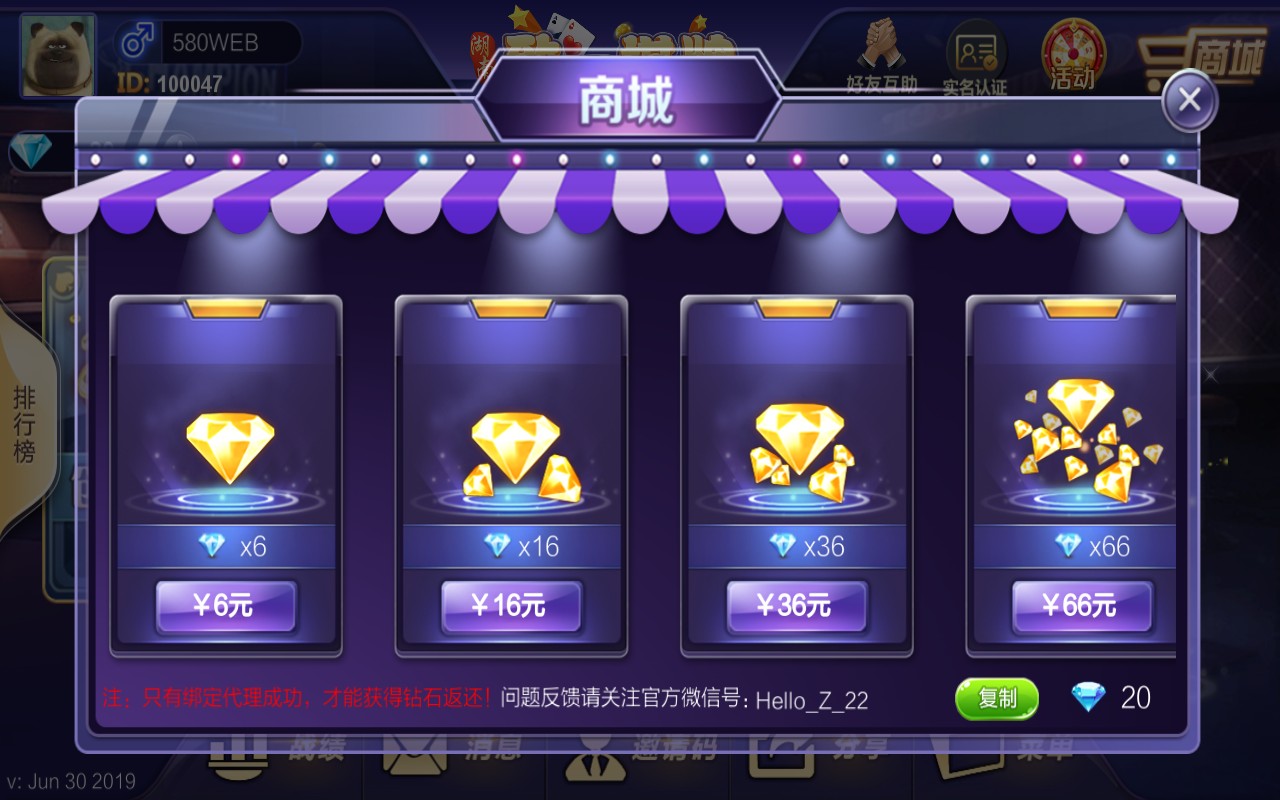 580WEB
ID: 100047
好友互助
实名认证
活动
商城
商城
排行榜
x6
x16
x36
x66
￥6元
￥16元
￥36元
￥66元
注：只有绑定代理成功，才能获得钻石返还！问题反馈请关注官方微信号：Hello_Z_22
复制
20
战绩
消息
邀请码
分享
菜单
v: Jun 30 2019